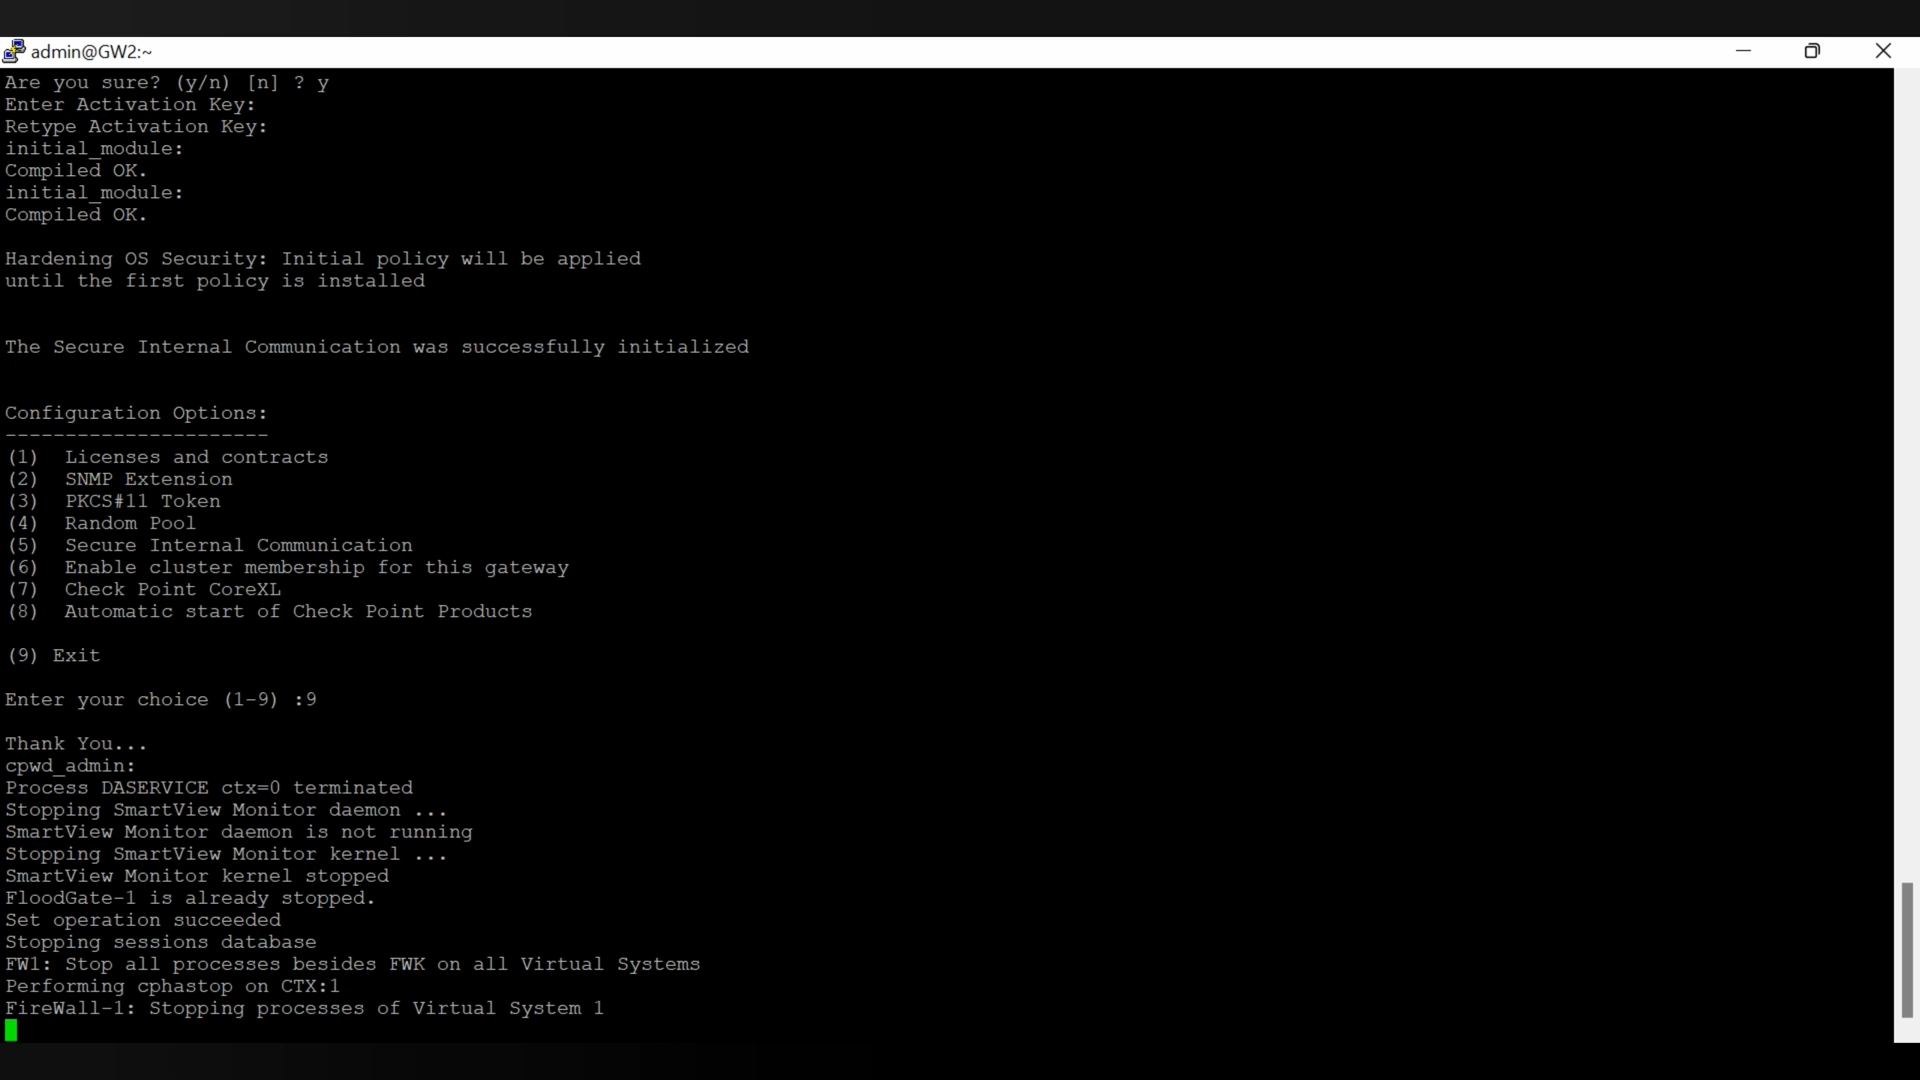 admin@GW2:~
Are you sure? (y/n) [n] ? y
Enter Activation Key:
Retype Activation Key:
initial_module:
Compiled OK.
initial_module:
Compiled OK.
Hardening OS Security: Initial policy will be applied
until the first policy is installed
The Secure Internal Communication was successfully initialized
Configuration Options:
----------------------
(1)  Licenses and contracts
(2)  SNMP Extension
(3)  PKCS#11 Token
(4)  Random Pool
(5)  Secure Internal Communication
(6)  Enable cluster membership for this gateway
(7)  Check Point CoreXL
(8)  Automatic start of Check Point Products
(9) Exit
Enter your choice (1-9) :9
Thank You...
cpwd_admin:
Process DASERVICE ctx=0 terminated
Stopping SmartView Monitor daemon ...
SmartView Monitor daemon is not running
Stopping SmartView Monitor kernel ...
SmartView Monitor kernel stopped
FloodGate-1 is already stopped.
Set operation succeeded
Stopping sessions database
FW1: Stop all processes besides FWK on all Virtual Systems
Performing cphastop on CTX:1
FireWall-1: Stopping processes of Virtual System 1